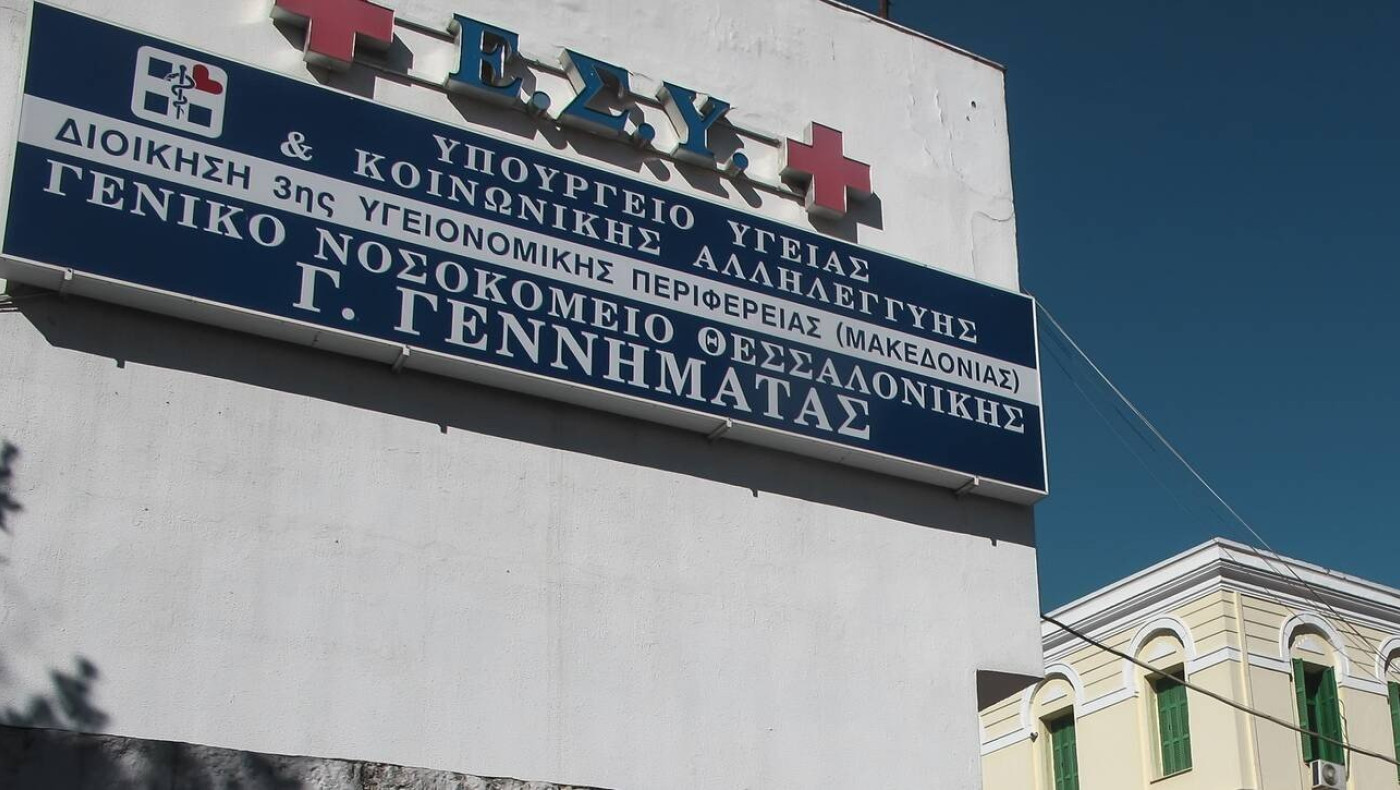 Ε.Σ.Υ.
ΥΠΟΥΡΓΕΙΟ ΥΓΕΙΑΣ
& ΚΟΙΝΩΝΙΚΗΣ ΑΛΛΗΛΕΓΓΥΗΣ
ΔΙΟΙΚΗΣΗ 3ης ΥΓΕΙΟΝΟΜΙΚΗΣ ΠΕΡΙΦΕΡΕΙΑΣ (ΜΑΚΕΔΟΝΙΑΣ)
ΓΕΝΙΚΟ ΝΟΣΟΚΟΜΕΙΟ ΘΕΣΣΑΛΟΝΙΚΗΣ
Γ. ΓΕΝΝΗΜΑΤΑΣ